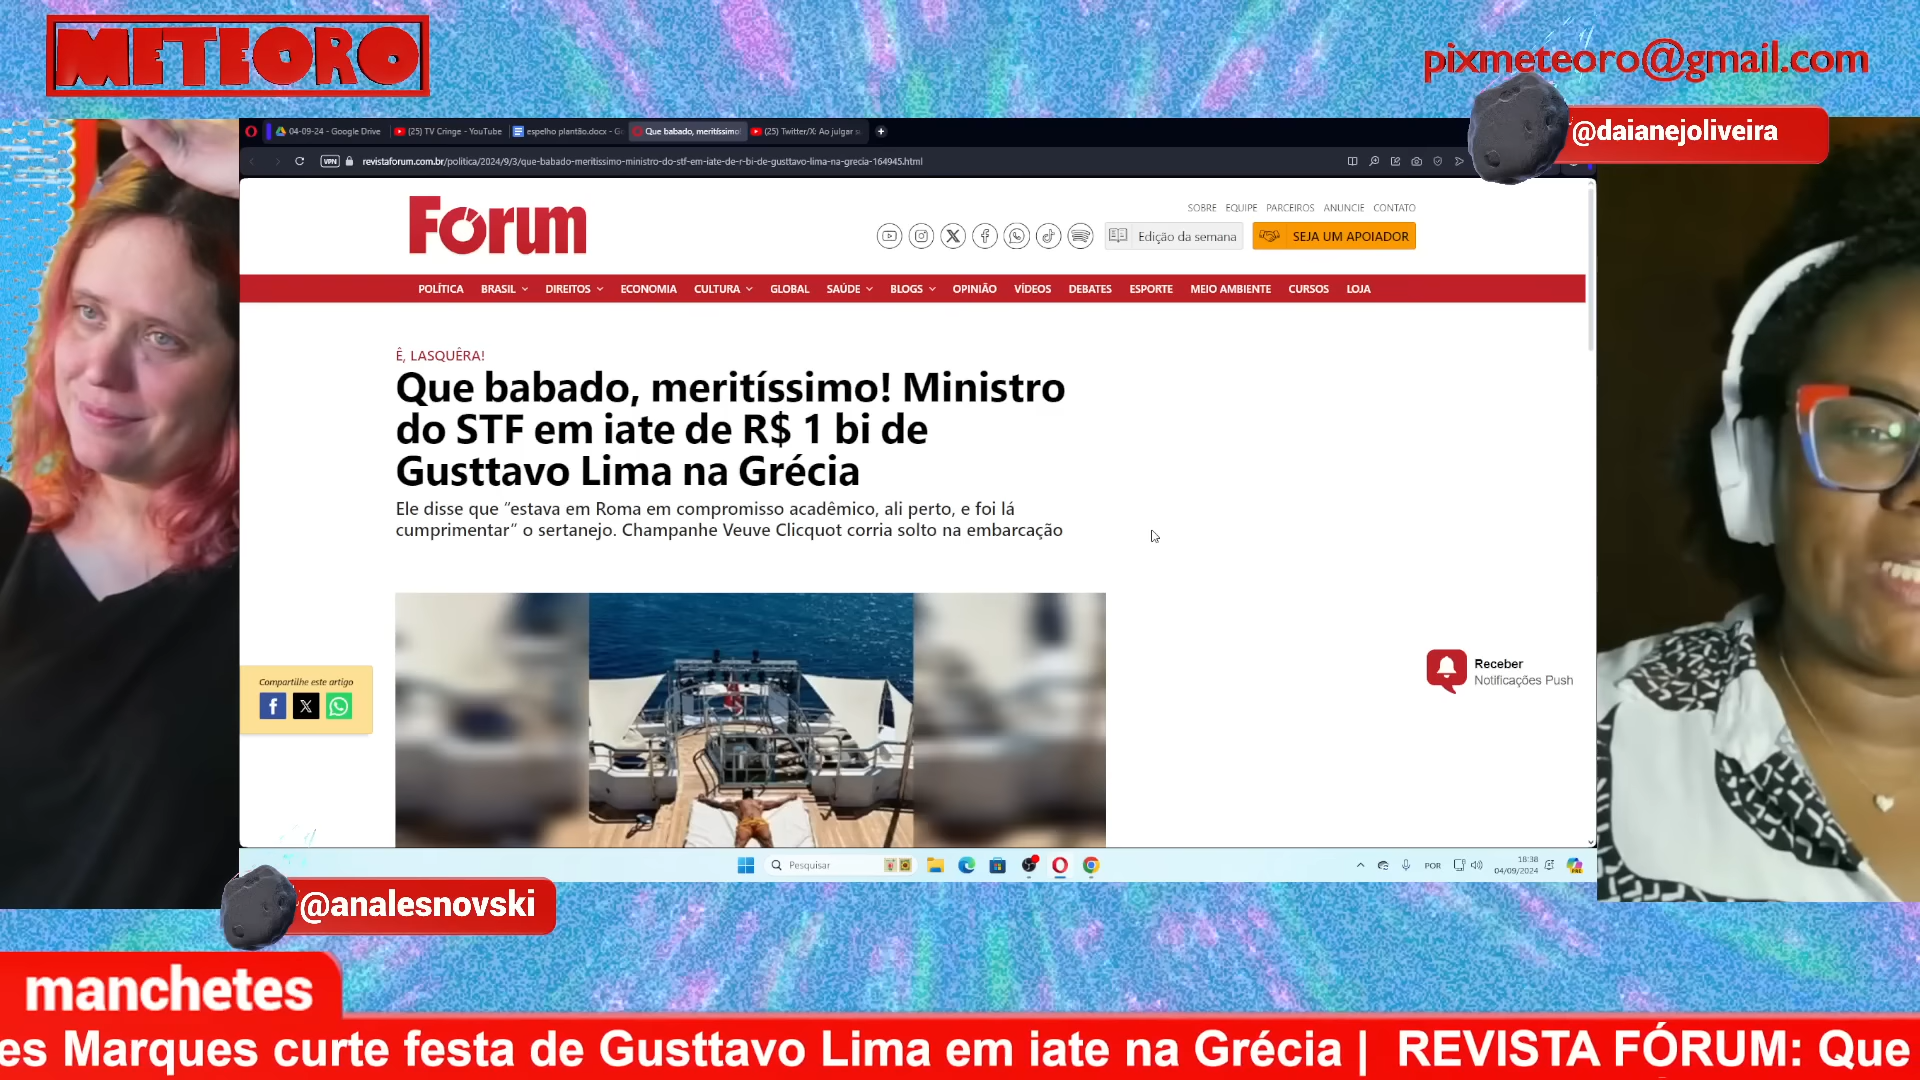 METEORO
pixmeteoro@gmail.com
@daianejoliveira
04-09-24 - Google Drive
(25) TV Cringe - YouTube
espelho plantão.docx - G
Que babado, meritíssimo!
(25) Twitter/X: Ao julgar s
VPN
revistaforum.com.br/politica/2024/9/3/que-babado-meritissimo-ministro-do-stf-em-iate-de-r-bi-de-gusttavo-lima-na-grecia-164945.html
Fórum
SOBRE EQUIPE PARCEIROS ANUNCIE CONTATO
Edição da semana
SEJA UM APOIADOR
POLÍTICA BRASIL DIREITOS ECONOMIA CULTURA GLOBAL SAÚDE BLOGS OPINIÃO VÍDEOS DEBATES ESPORTE MEIO AMBIENTE CURSOS LOJA
Ê, LASQUÊRA!
Que babado, meritíssimo! Ministro
do STF em iate de R$ 1 bi de
Gusttavo Lima na Grécia
Ele disse que “estava em Roma em compromisso acadêmico, ali perto, e foi lá
cumprimentar” o sertanejo. Champanhe Veuve Clicquot corria solto na embarcação
Compartilhe este artigo
Receber
Notificações Push
Pesquisar
POR
18:38
04/09/2024
@analesnovski
manchetes
es Marques curte festa de Gusttavo Lima em iate na Grécia | REVISTA FÓRUM: Que